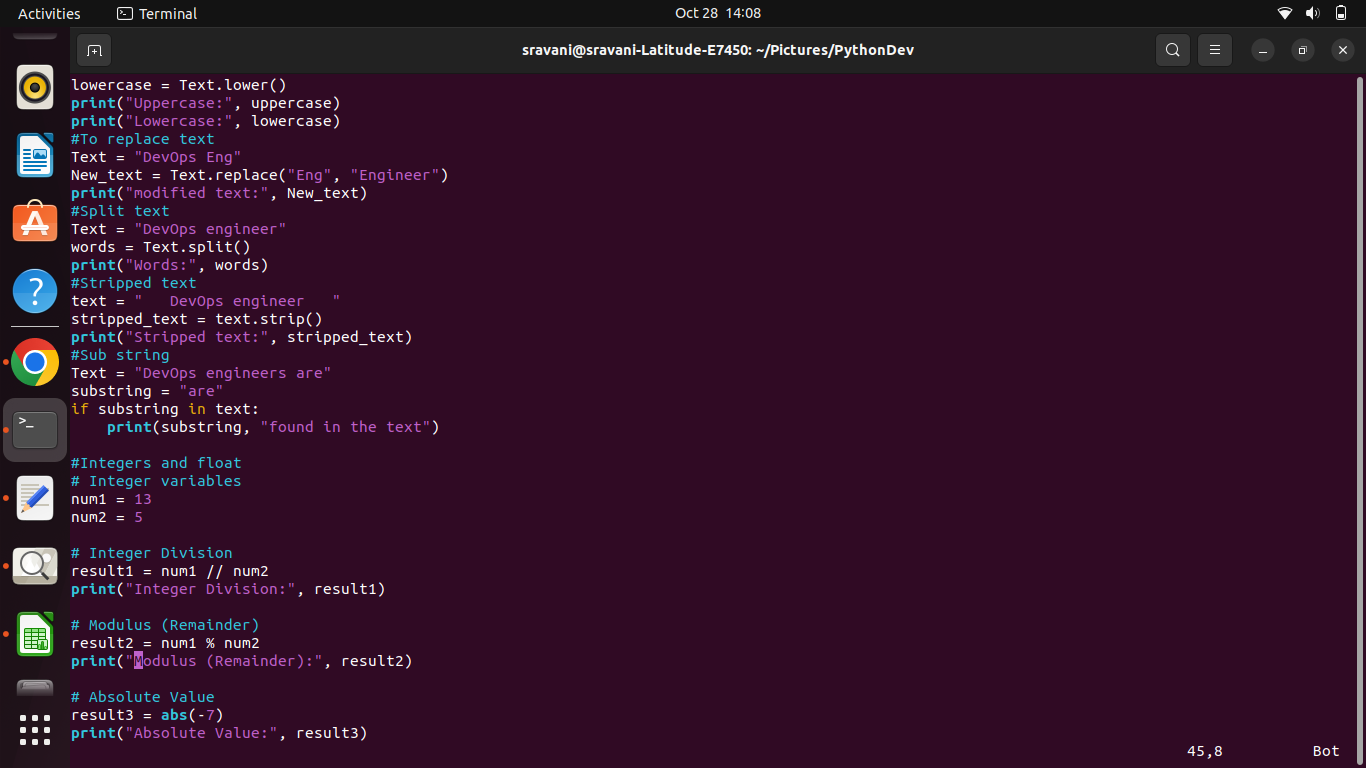 Activities
Terminal
Oct 28 14:08
sravani@sravani-Latitude-E7450: ~/Pictures/PythonDev
lowercase = Text.lower()
print("Uppercase:", uppercase)
print("Lowercase:", lowercase)
#To replace text
Text = "DevOps Eng"
New_text = Text.replace("Eng", "Engineer")
print("modified text:", New_text)
#Split text
Text = "DevOps engineer"
words = Text.split()
print("Words:", words)
#Stripped text
text = "   DevOps engineer   "
stripped_text = text.strip()
print("Stripped text:", stripped_text)
#Sub string
Text = "DevOps engineers are"
substring = "are"
if substring in text:
    print(substring, "found in the text")
#Integers and float
# Integer variables
num1 = 13
num2 = 5
# Integer Division
result1 = num1 // num2
print("Integer Division:", result1)
# Modulus (Remainder)
result2 = num1 % num2
print("Modulus (Remainder):", result2)
# Absolute Value
result3 = abs(-7)
print("Absolute Value:", result3)
45,8 Bot